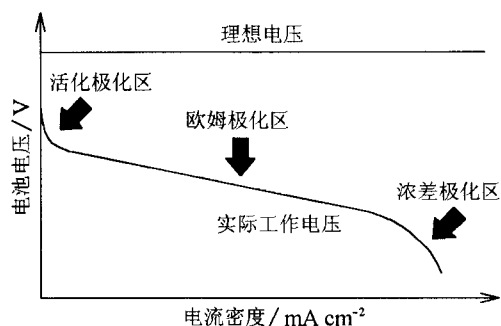 理想电压
活化极化区
欧姆极化区
浓差极化区
实际工作电压
电池电压/V
电流密度/ mA cm⁻²